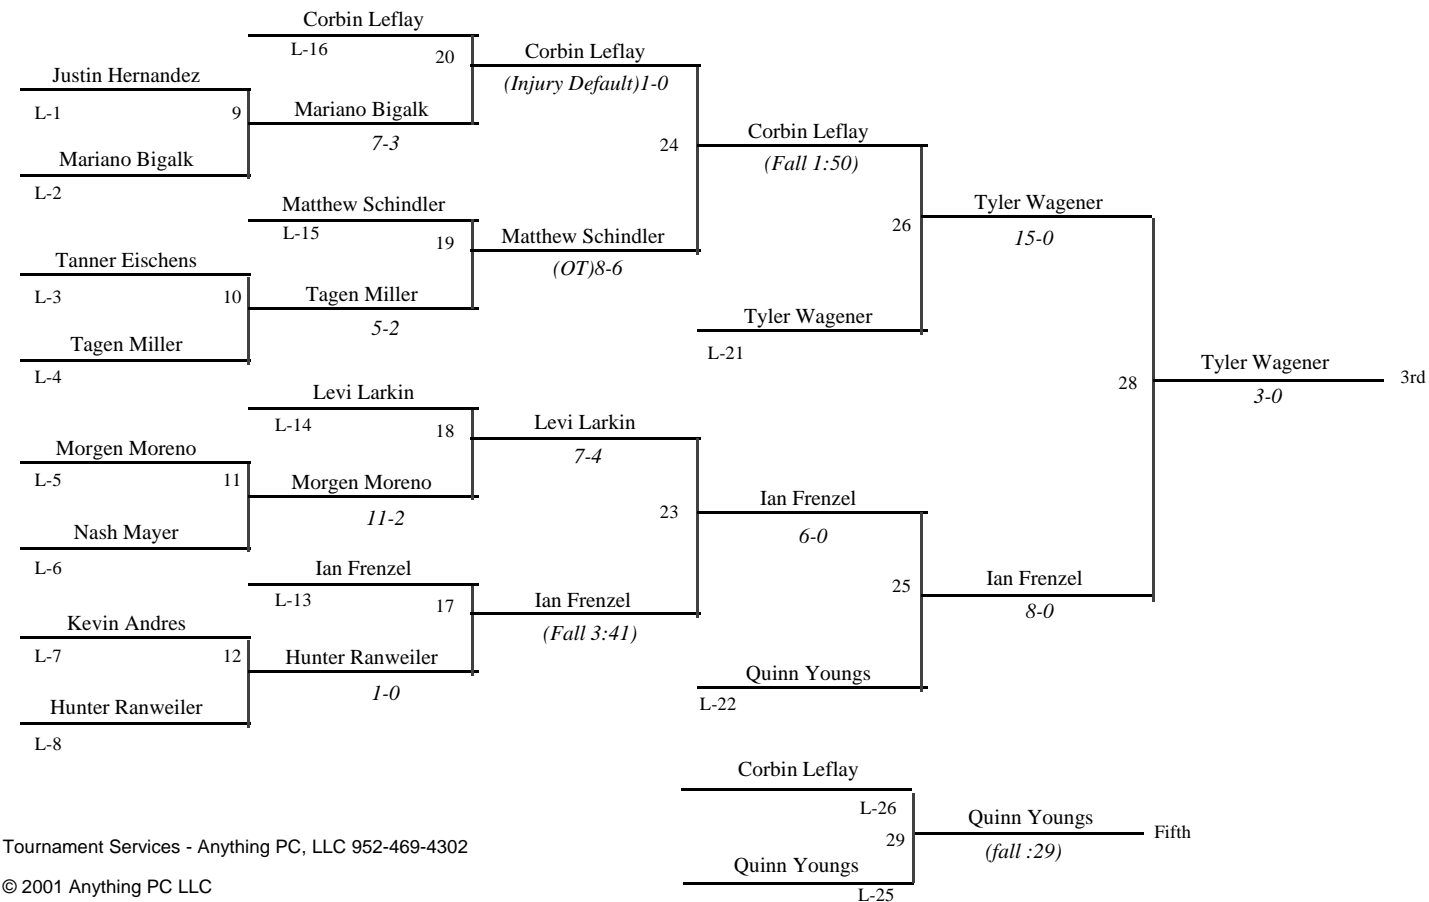 Corbin Leflay
L-16
20
Corbin Leflay
(Injury Default)1-0
Justin Hernandez
L-1
9
Mariano Bigalk
7-3
Mariano Bigalk
L-2
24
Corbin Leflay
(Fall 1:50)
Matthew Schindler
L-15
19
Matthew Schindler
(OT)8-6
Tanner Eischens
L-3
10
Tagen Miller
5-2
Tagen Miller
L-4
26
Tyler Wagener
15-0
Tyler Wagener
L-21
Levi Larkin
L-14
18
Levi Larkin
7-4
Morgen Moreno
L-5
11
Morgen Moreno
11-2
Nash Mayer
L-6
23
Ian Frenzel
6-0
28
Tyler Wagener
3-0
3rd
Ian Frenzel
L-13
17
Ian Frenzel
(Fall 3:41)
Kevin Andres
L-7
12
Hunter Ranweiler
1-0
Hunter Ranweiler
L-8
25
Ian Frenzel
8-0
Quinn Youngs
L-22
Corbin Leflay
L-26
29
Quinn Youngs
(fall :29)
Fifth
Quinn Youngs
L-25
Tournament Services - Anything PC, LLC 952-469-4302
© 2001 Anything PC LLC